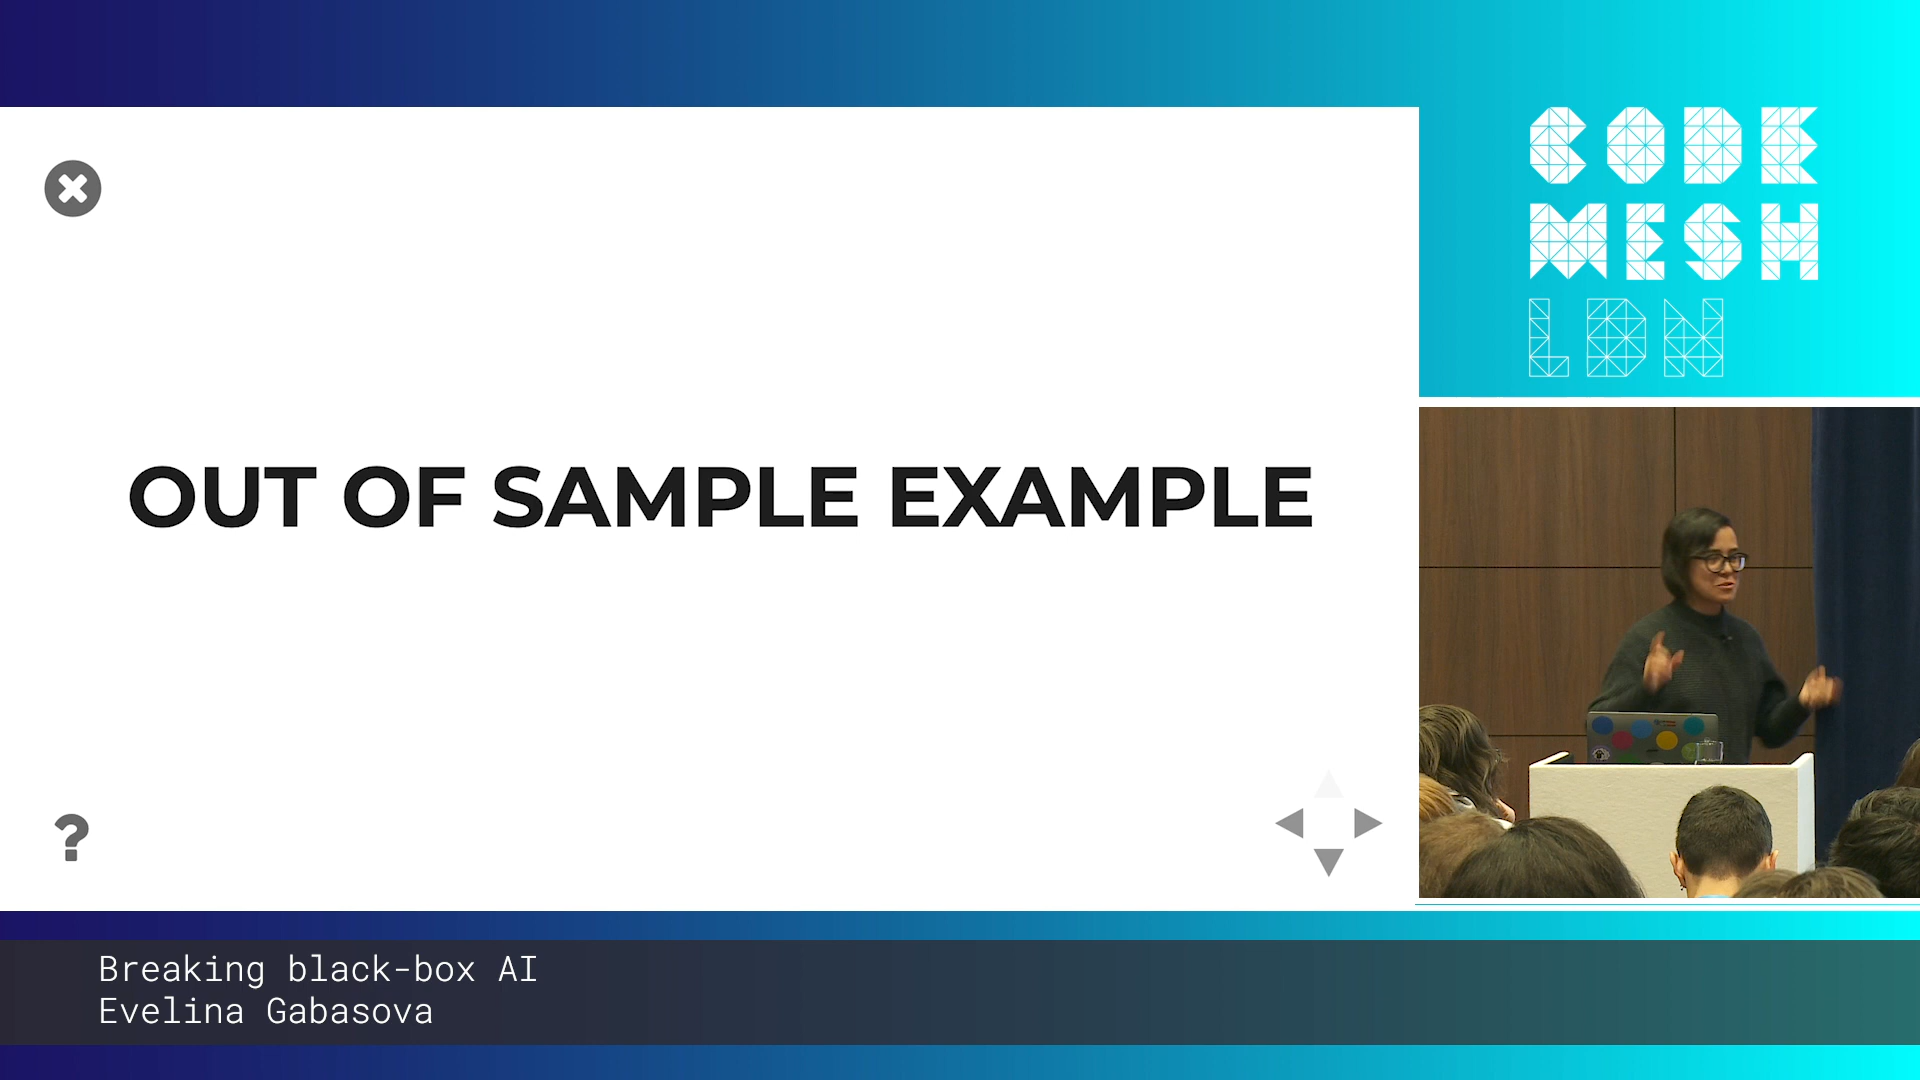 CODE
MESH
LDN
OUT OF SAMPLE EXAMPLE
?
Breaking black-box AI
Evelina Gabasova